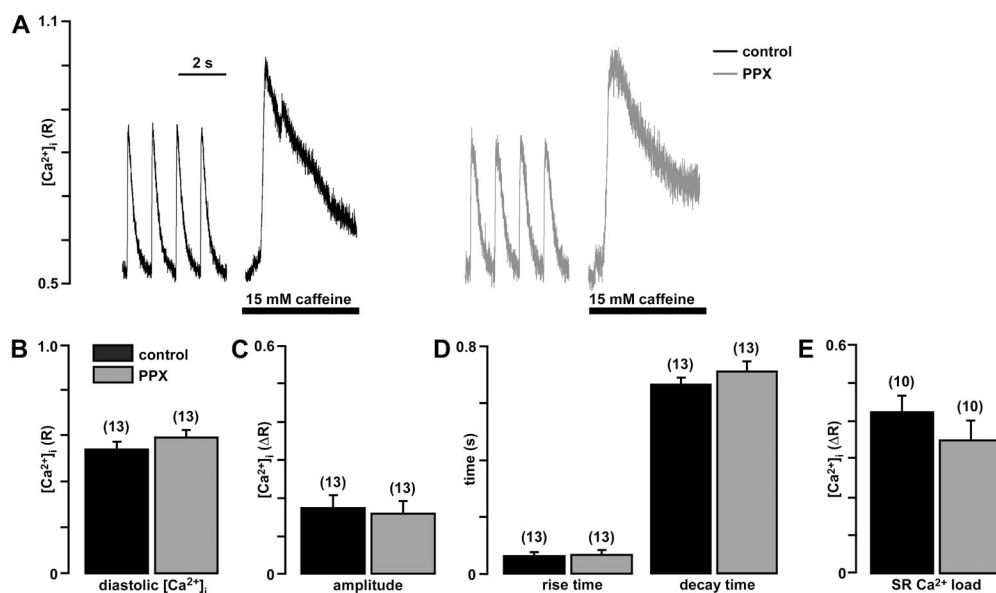 A
1.1
[Ca²⁺]ᵢ (R)
0.5
2 s
15 mM caffeine
control
PPX
15 mM caffeine
B
1.0
[Ca²⁺]ᵢ (R)
0
control
PPX
(13)
(13)
diastolic [Ca²⁺]ᵢ
C
0.6
[Ca²⁺]ᵢ (ΔR)
0
(13)
(13)
amplitude
D
0.8
time (s)
0
(13)
(13)
rise time
(13)
(13)
decay time
E
0.6
[Ca²⁺]ᵢ (ΔR)
0
(10)
(10)
SR Ca²⁺ load